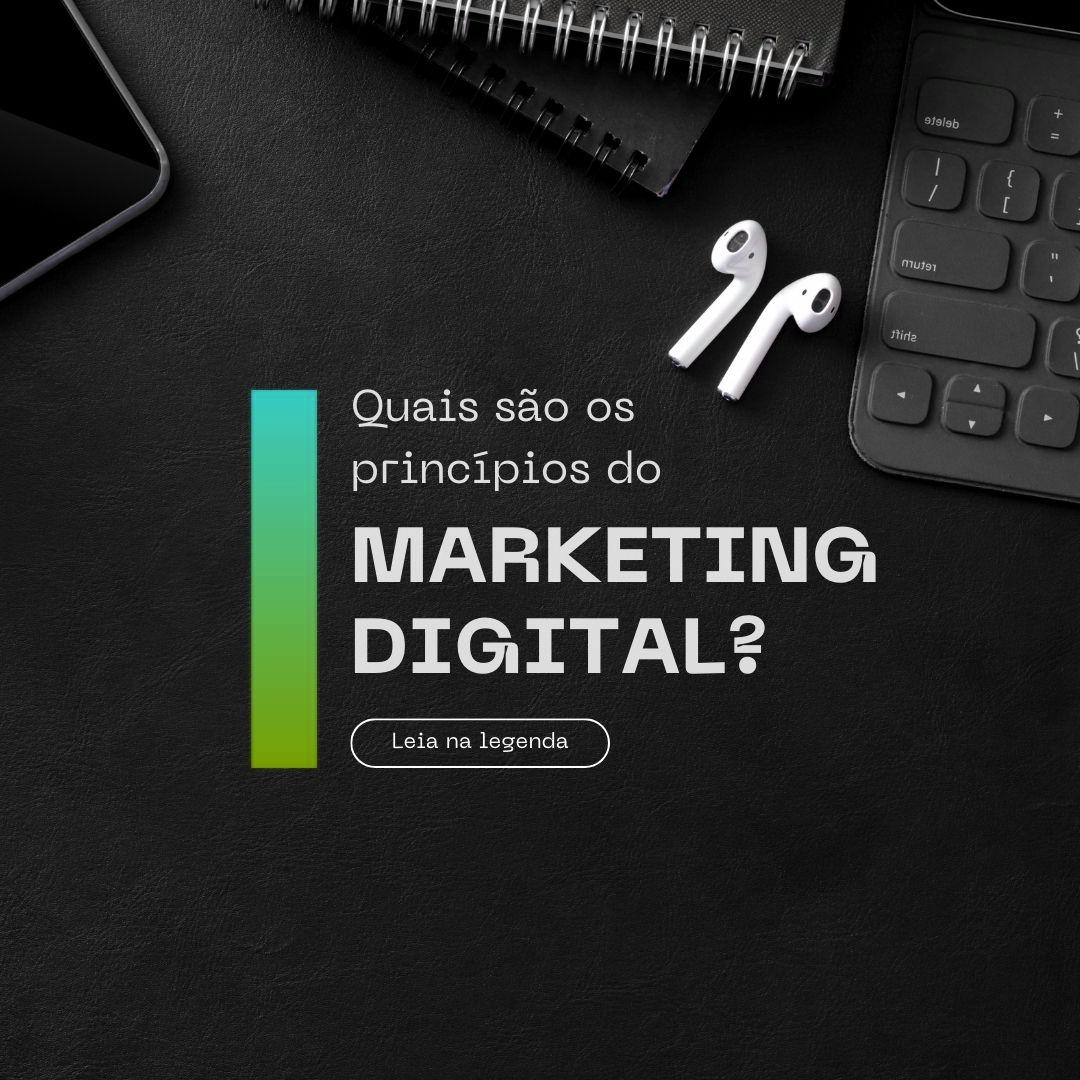 delete
+
=
|
/
{
[
return
"
'
shift
?
Quais são os
princípios do
MARKETING
DIGITAL?
Leia na legenda